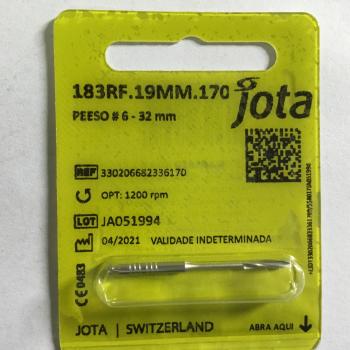 183RF.19MM.170
jota
PEESO # 6 - 32 mm
REF 330206682336170
OPT: 1200 rpm
LOT JA051994
04/2021 VALIDADE INDETERMINADA
CE 0483
JOTA | SWITZERLAND
ABRA AQUI